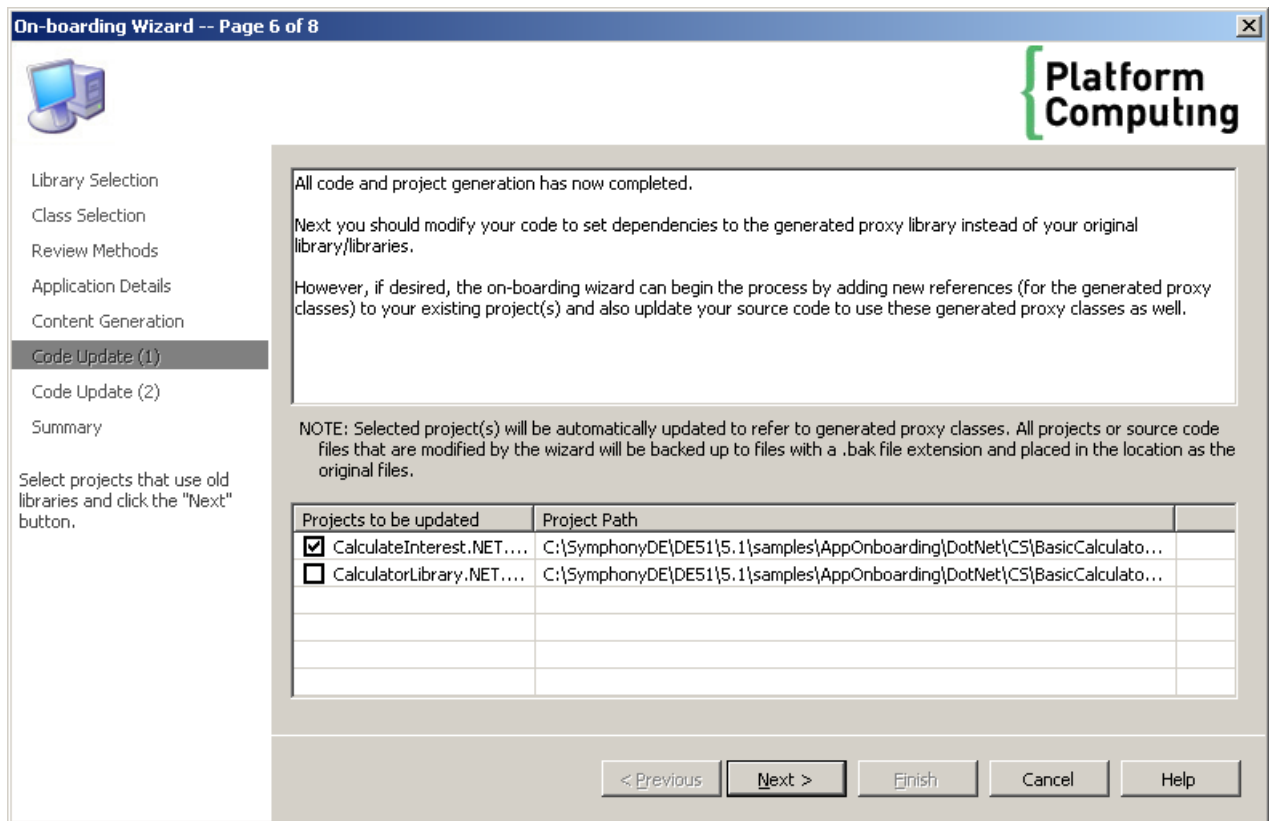 On-boarding Wizard -- Page 6 of 8
Platform
Computing
Library Selection
Class Selection
Review Methods
Application Details
Content Generation
Code Update (1)
Code Update (2)
Summary
Select projects that use old
libraries and click the "Next"
button.
All code and project generation has now completed.
Next you should modify your code to set dependencies to the generated proxy library instead of your original
library/libraries.
However, if desired, the on-boarding wizard can begin the process by adding new references (for the generated proxy
classes) to your existing project(s) and also upldate your source code to use these generated proxy classes as well.
NOTE: Selected project(s) will be automatically updated to refer to generated proxy classes. All projects or source code
files that are modified by the wizard will be backed up to files with a .bak file extension and placed in the location as the
original files.
Projects to be updated Project Path
CalculateInterest.NET.... C:\SymphonyDE\DE51\5.1\samples\AppOnboarding\DotNet\CS\BasicCalculato...
CalculatorLibrary.NET.... C:\SymphonyDE\DE51\5.1\samples\AppOnboarding\DotNet\CS\BasicCalculato...
< Previous Next > Finish Cancel Help